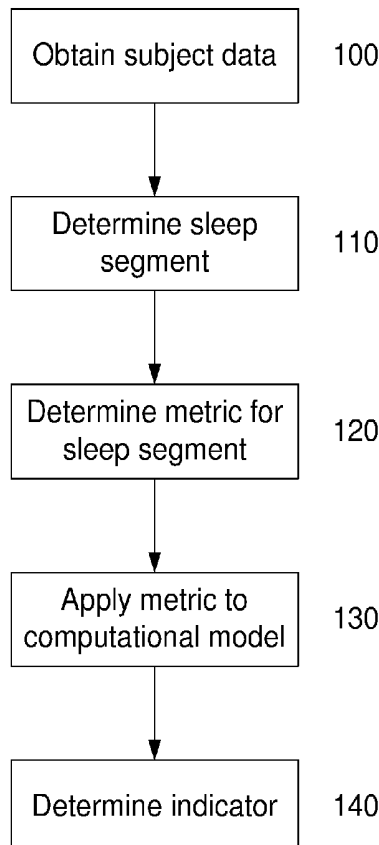 Obtain subject data 100
Determine sleep
segment
110
Determine metric for
sleep segment
120
Apply metric to
computational model
130
Determine indicator 140